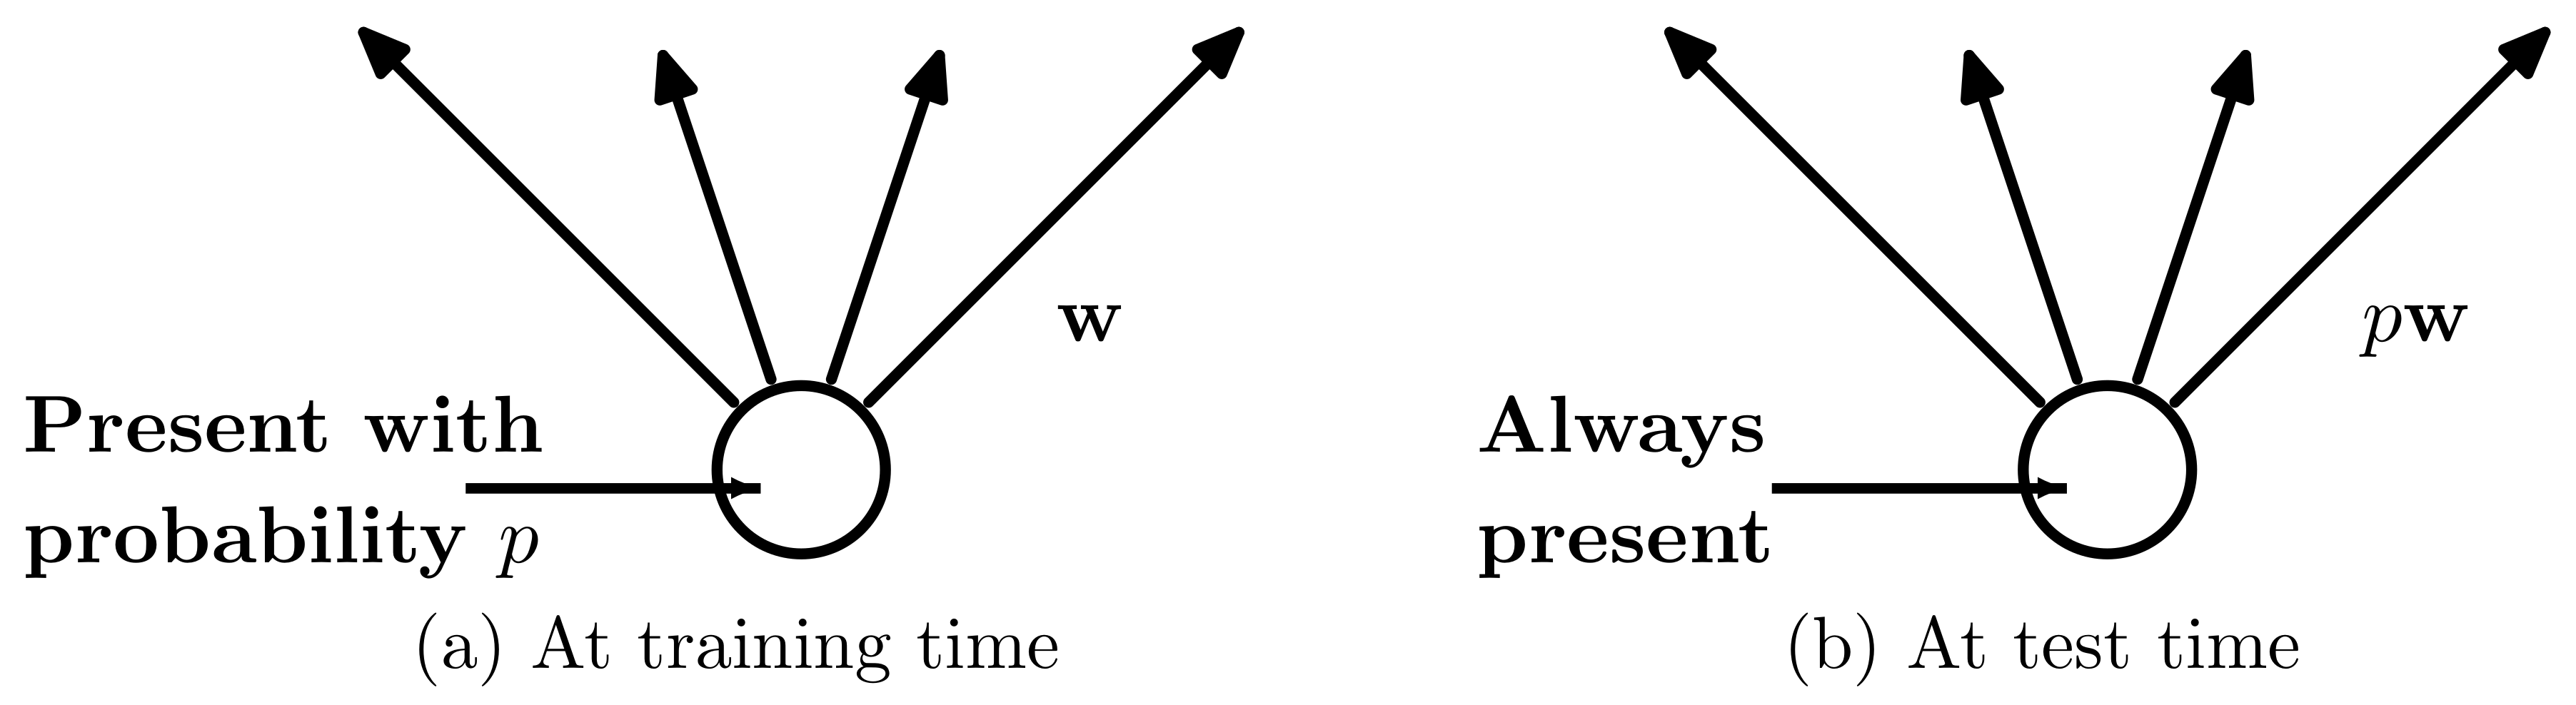 w
Present with
probability p
(a) At training time
pw
Always
present
(b) At test time